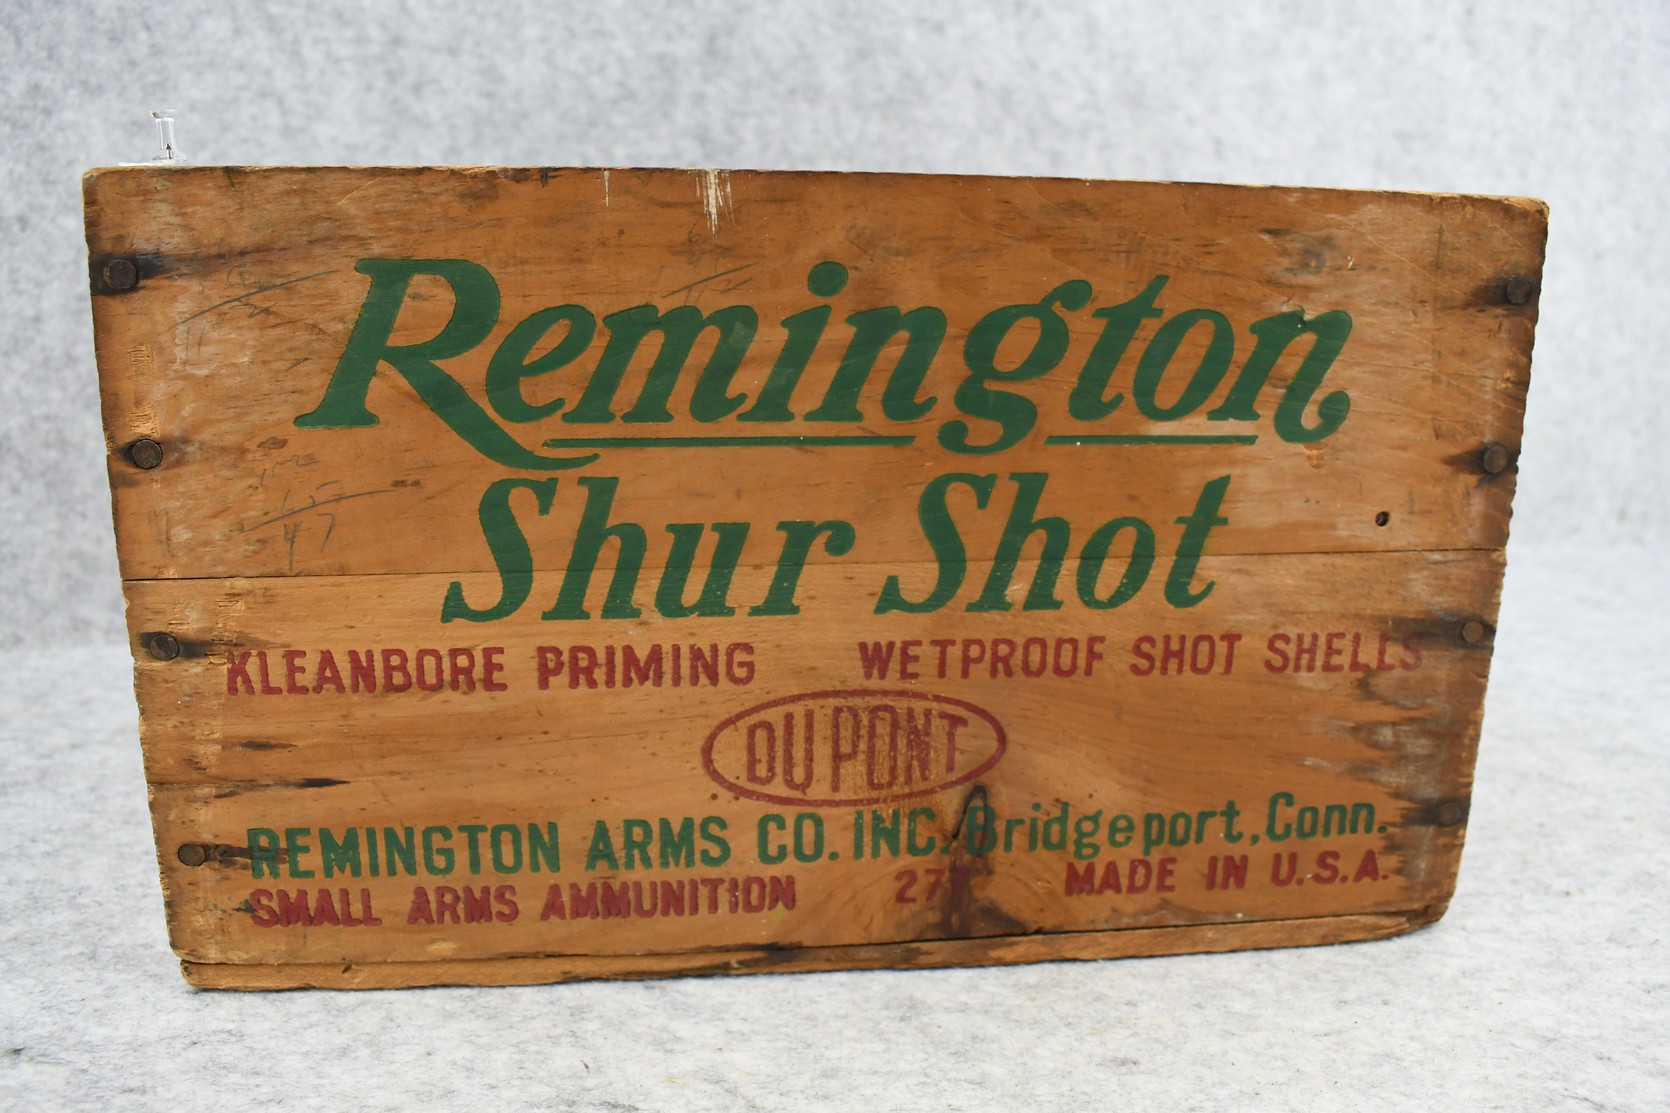 Remington
Shur Shot
KLEANBORE PRIMING WETPROOF SHOT SHELLS
DU PONT
REMINGTON ARMS CO. INC. Bridgeport, Conn.
SMALL ARMS AMMUNITION MADE IN U.S.A.